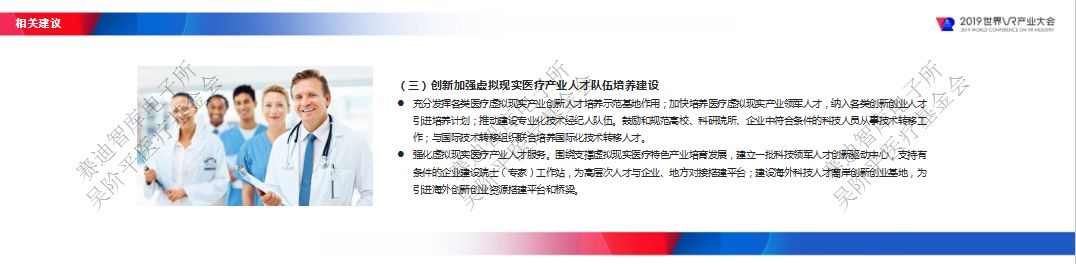 相关建议
2019世界VR产业大会
2019 WORLD CONFERENCE ON VR INDUSTRY
（三）创新加强虚拟现实医疗产业人才队伍培养建设
● 充分发挥各类医疗虚拟现实产业创新人才培养示范基地作用；加快培养医疗虚拟现实产业领军人才，纳入各类创新创业人才
引进培养计划；推动建设专业化技术经纪人队伍。鼓励和规范高校、科研院所、企业中符合条件的科技人员从事技术转移工
作；与国际技术转移组织联合培养国际化技术转移人才。
● 强化虚拟现实医疗产业人才服务。围绕支撑虚拟现实医疗特色产业培育发展，建立一批科技领军人才创新驱动中心，支持有
条件的企业建设院士（专家）工作站，为高层次人才与企业、地方对接搭建平台；建设海外科技人才离岸创新创业基地，为
引进海外创新创业资源搭建平台和桥梁。
赛迪智库电子所
吴阶平医疗基金会
赛迪智库电子所
吴阶平医疗基金会
赛迪智库电子所
吴阶平医疗基金会